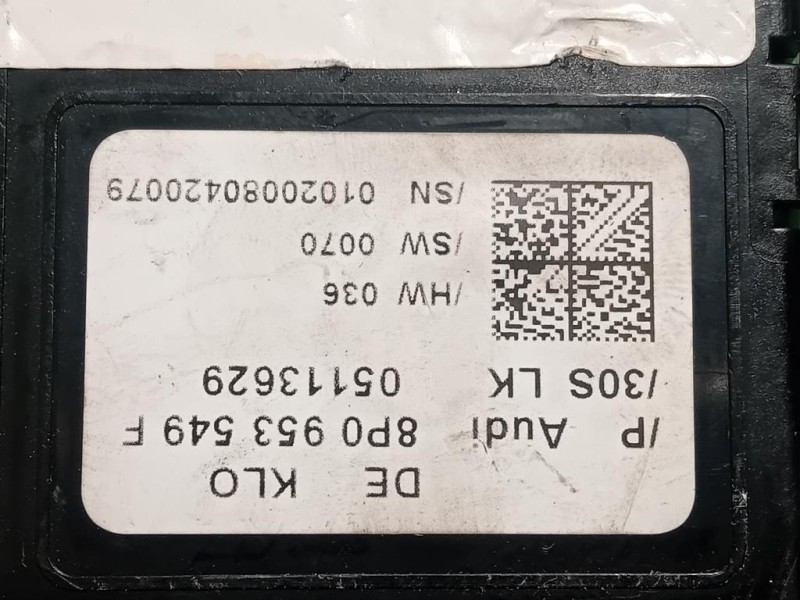 DE KLO
/P Audi 8P0 953 549 F
/30S LK 05113629
/HW 036
/SW 0070
/SN 01020080420079